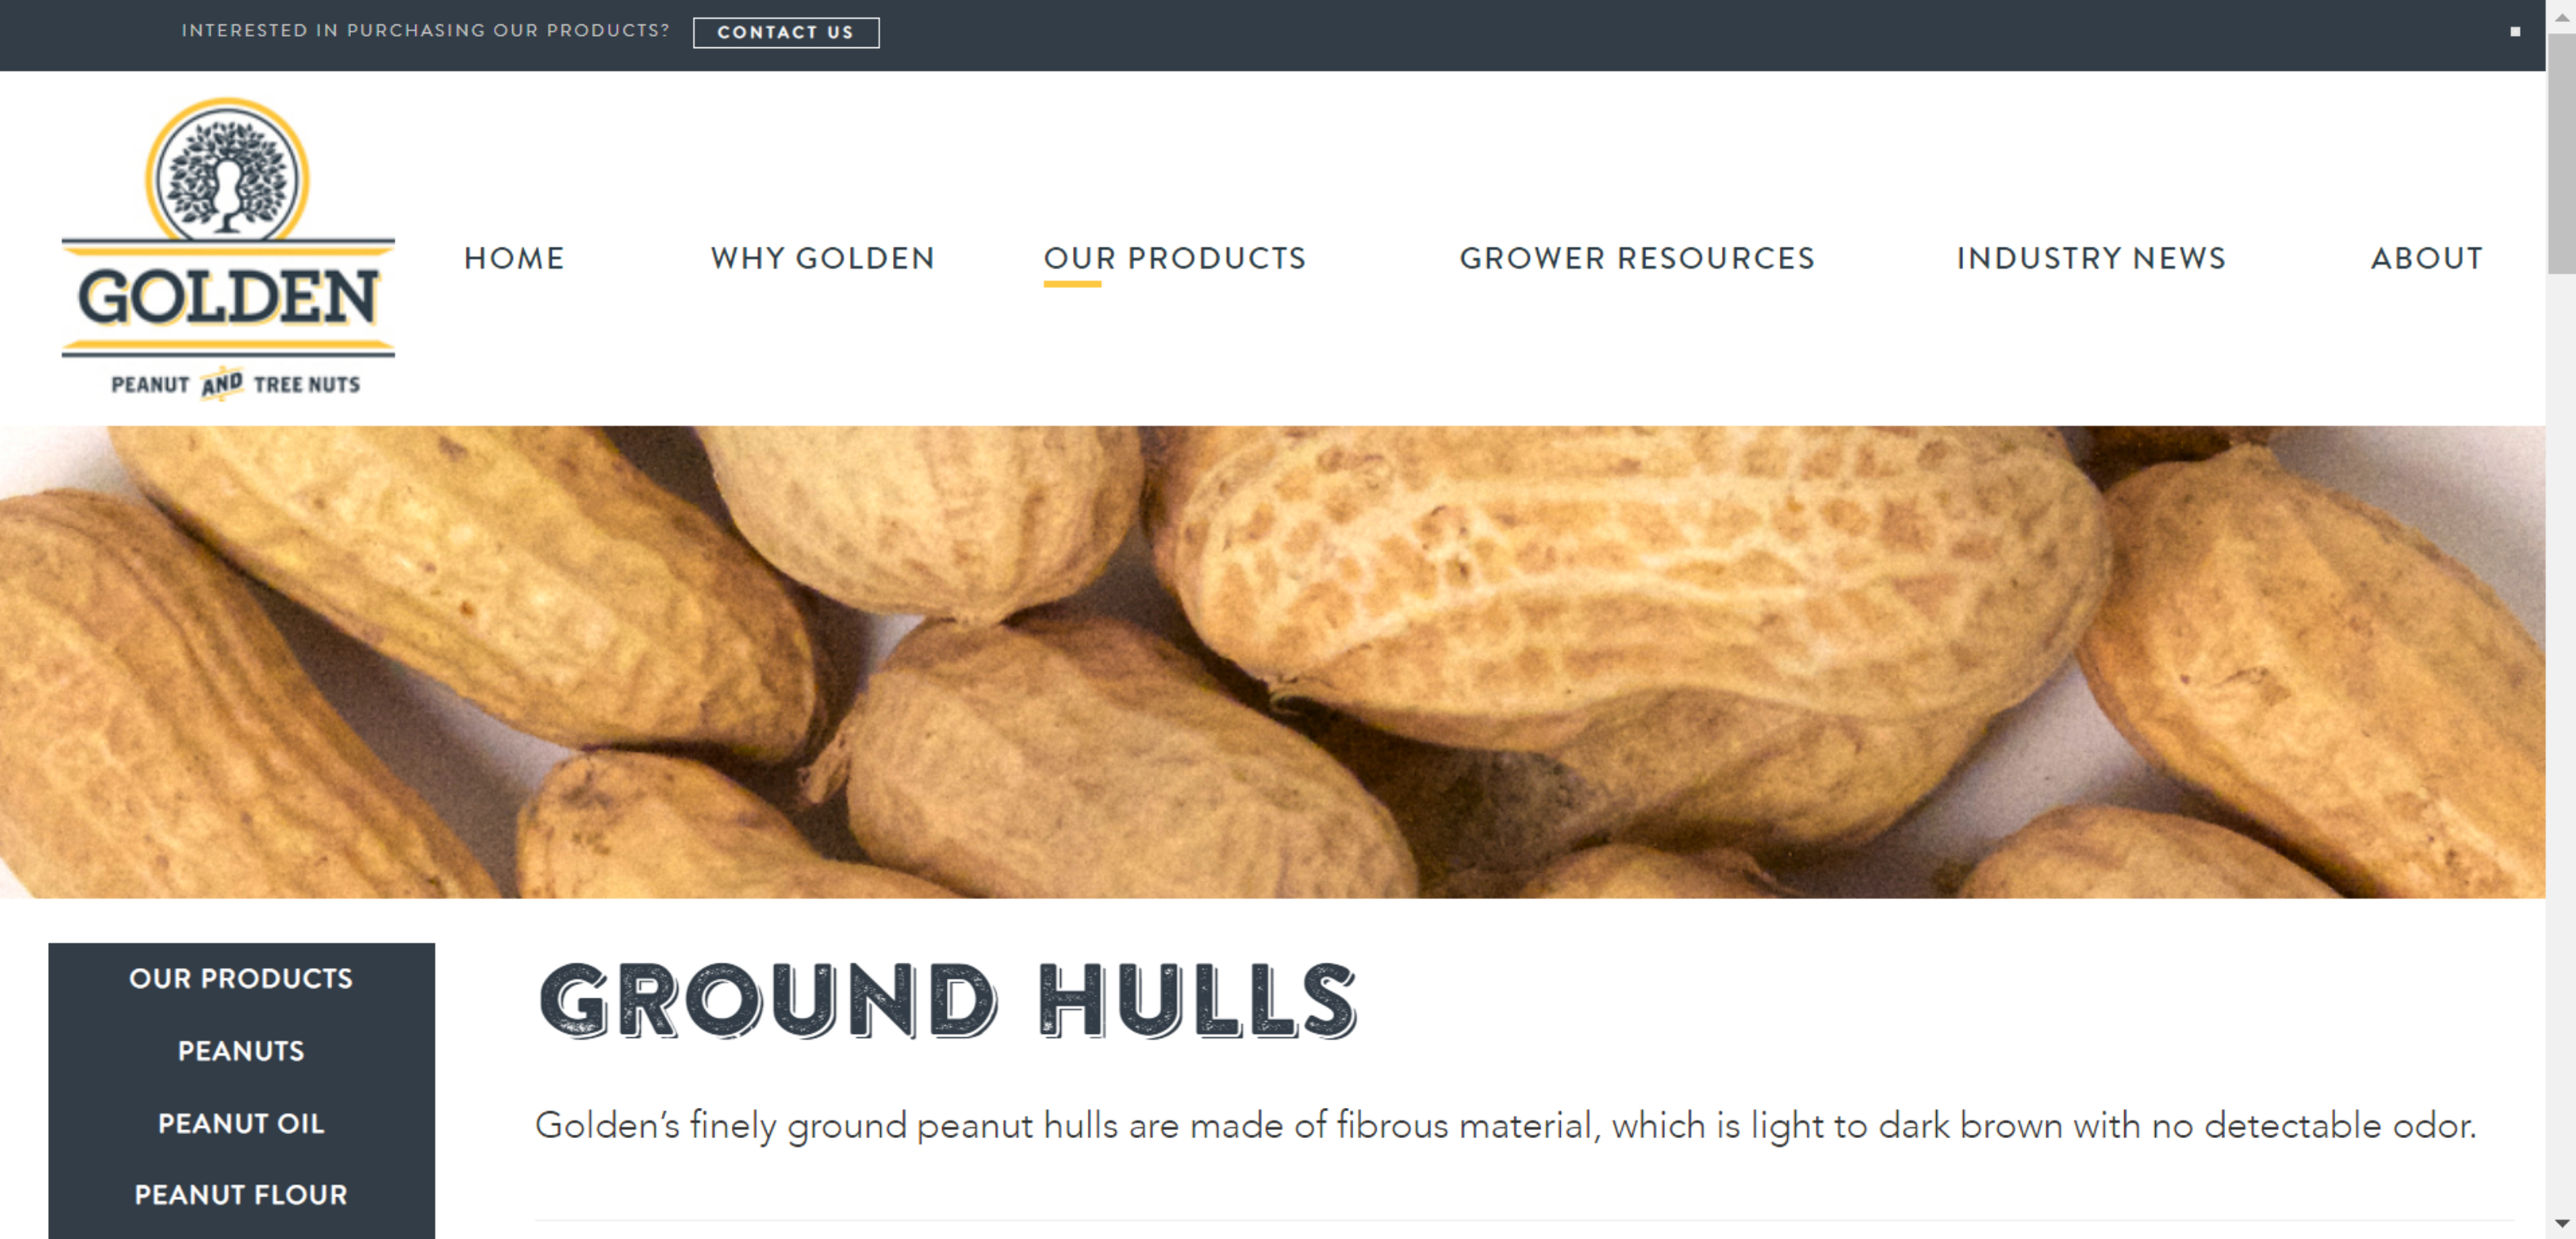 INTERESTED IN PURCHASING OUR PRODUCTS? CONTACT US
GOLDEN
PEANUT AND TREE NUTS
HOME WHY GOLDEN OUR PRODUCTS GROWER RESOURCES INDUSTRY NEWS ABOUT
OUR PRODUCTS
PEANUTS
PEANUT OIL
PEANUT FLOUR
GROUND HULLS
Golden’s finely ground peanut hulls are made of fibrous material, which is light to dark brown with no detectable odor.